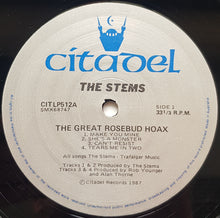 citadel
THE STEMS
CITLP512A
SMX68747
SIDE 1
33⅓ R.P.M.
THE GREAT ROSEBUD HOAX
1. MAKE YOU MINE
2. SHE'S A MONSTER
3. CAN'T RESIST
4. TEARS ME IN TWO
All songs The Stems - Trafalgar Music
Tracks 1 & 2 Produced by The Stems
Tracks 3 & 4 Produced by Rob Younger
and Alan Thorne
© Citadel Records 1987